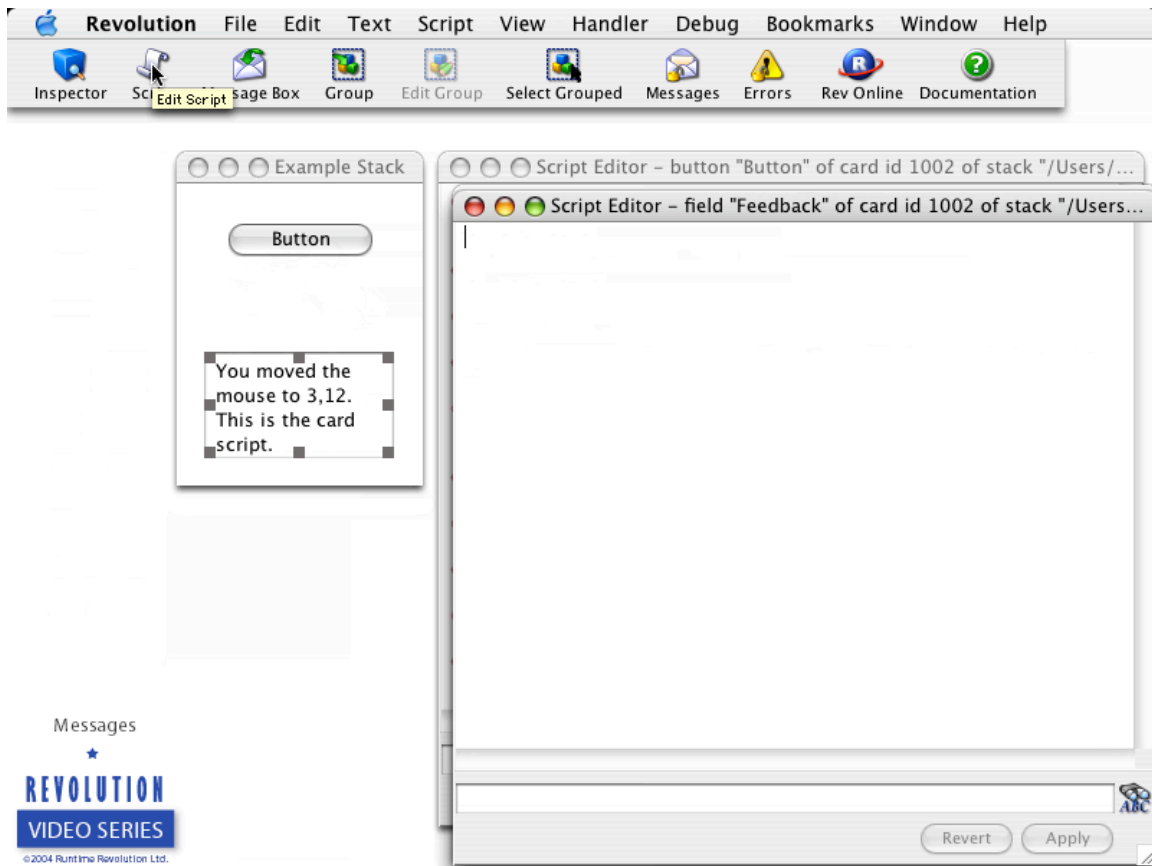 Revolution File Edit Text Script View Handler Debug Bookmarks Window Help
Inspector Sc sage Box Group Edit Group Select Grouped Messages Errors Rev Online Documentation
Edit Script
Example Stack
Script Editor – button "Button" of card id 1002 of stack "/Users/...
Script Editor – field "Feedback" of card id 1002 of stack "/Users...
Button
You moved the
mouse to 3,12.
This is the card
script.
Messages
REVOLUTION
VIDEO SERIES
©2004 Runtime Revolution Ltd.
R
?
ABC
Revert Apply